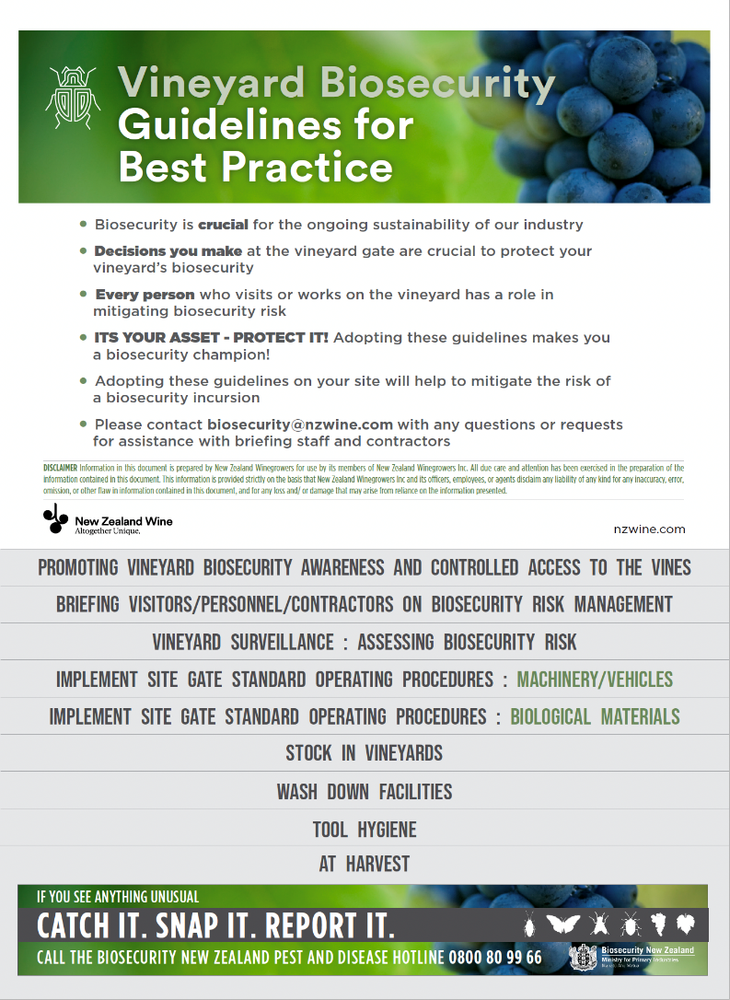 Vineyard Biosecurity
Guidelines for
Best Practice
• Biosecurity is crucial for the ongoing sustainability of our industry
• Decisions you make at the vineyard gate are crucial to protect your
vineyard's biosecurity
• Every person who visits or works on the vineyard has a role in
mitigating biosecurity risk
• ITS YOUR ASSET - PROTECT IT! Adopting these guidelines makes you
a biosecurity champion!
• Adopting these guidelines on your site will help to mitigate the risk of
a biosecurity incursion
• Please contact biosecurity@nzwine.com with any questions or requests
for assistance with briefing staff and contractors
DISCLAIMER Information in this document is prepared by New Zealand Winegrowers for use by its members of New Zealand Winegrowers Inc. All due care and attention has been exercised in the preparation of the
information contained in this document. This information is provided strictly on the basis that New Zealand Winegrowers Inc and its officers, employees, or agents disclaim any liability of any kind for any inaccuracy, error,
omission, or other flaw in information contained in this document, and for any loss and/ or damage that may arise from reliance on the information presented.
New Zealand Wine
Altogether Unique.
nzwine.com
PROMOTING VINEYARD BIOSECURITY AWARENESS AND CONTROLLED ACCESS TO THE VINES
BRIEFING VISITORS/PERSONNEL/CONTRACTORS ON BIOSECURITY RISK MANAGEMENT
VINEYARD SURVEILLANCE : ASSESSING BIOSECURITY RISK
IMPLEMENT SITE GATE STANDARD OPERATING PROCEDURES : MACHINERY/VEHICLES
IMPLEMENT SITE GATE STANDARD OPERATING PROCEDURES : BIOLOGICAL MATERIALS
STOCK IN VINEYARDS
WASH DOWN FACILITIES
TOOL HYGIENE
AT HARVEST
IF YOU SEE ANYTHING UNUSUAL
CATCH IT. SNAP IT. REPORT IT.
CALL THE BIOSECURITY NEW ZEALAND PEST AND DISEASE HOTLINE 0800 80 99 66
Biosecurity New Zealand
Ministry for Primary Industries